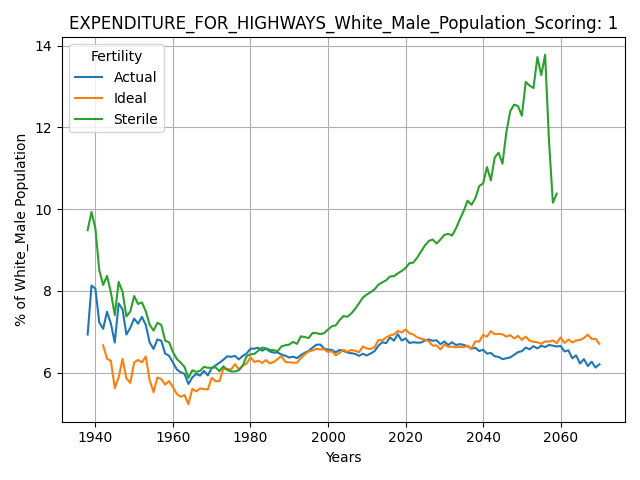 EXPENDITURE_FOR_HIGHWAYS_White_Male_Population_Scoring: 1
Fertility
Actual
Ideal
Sterile
% of White_Male Population
14
12
10
8
6
1940 1960 1980 2000 2020 2040 2060
Years